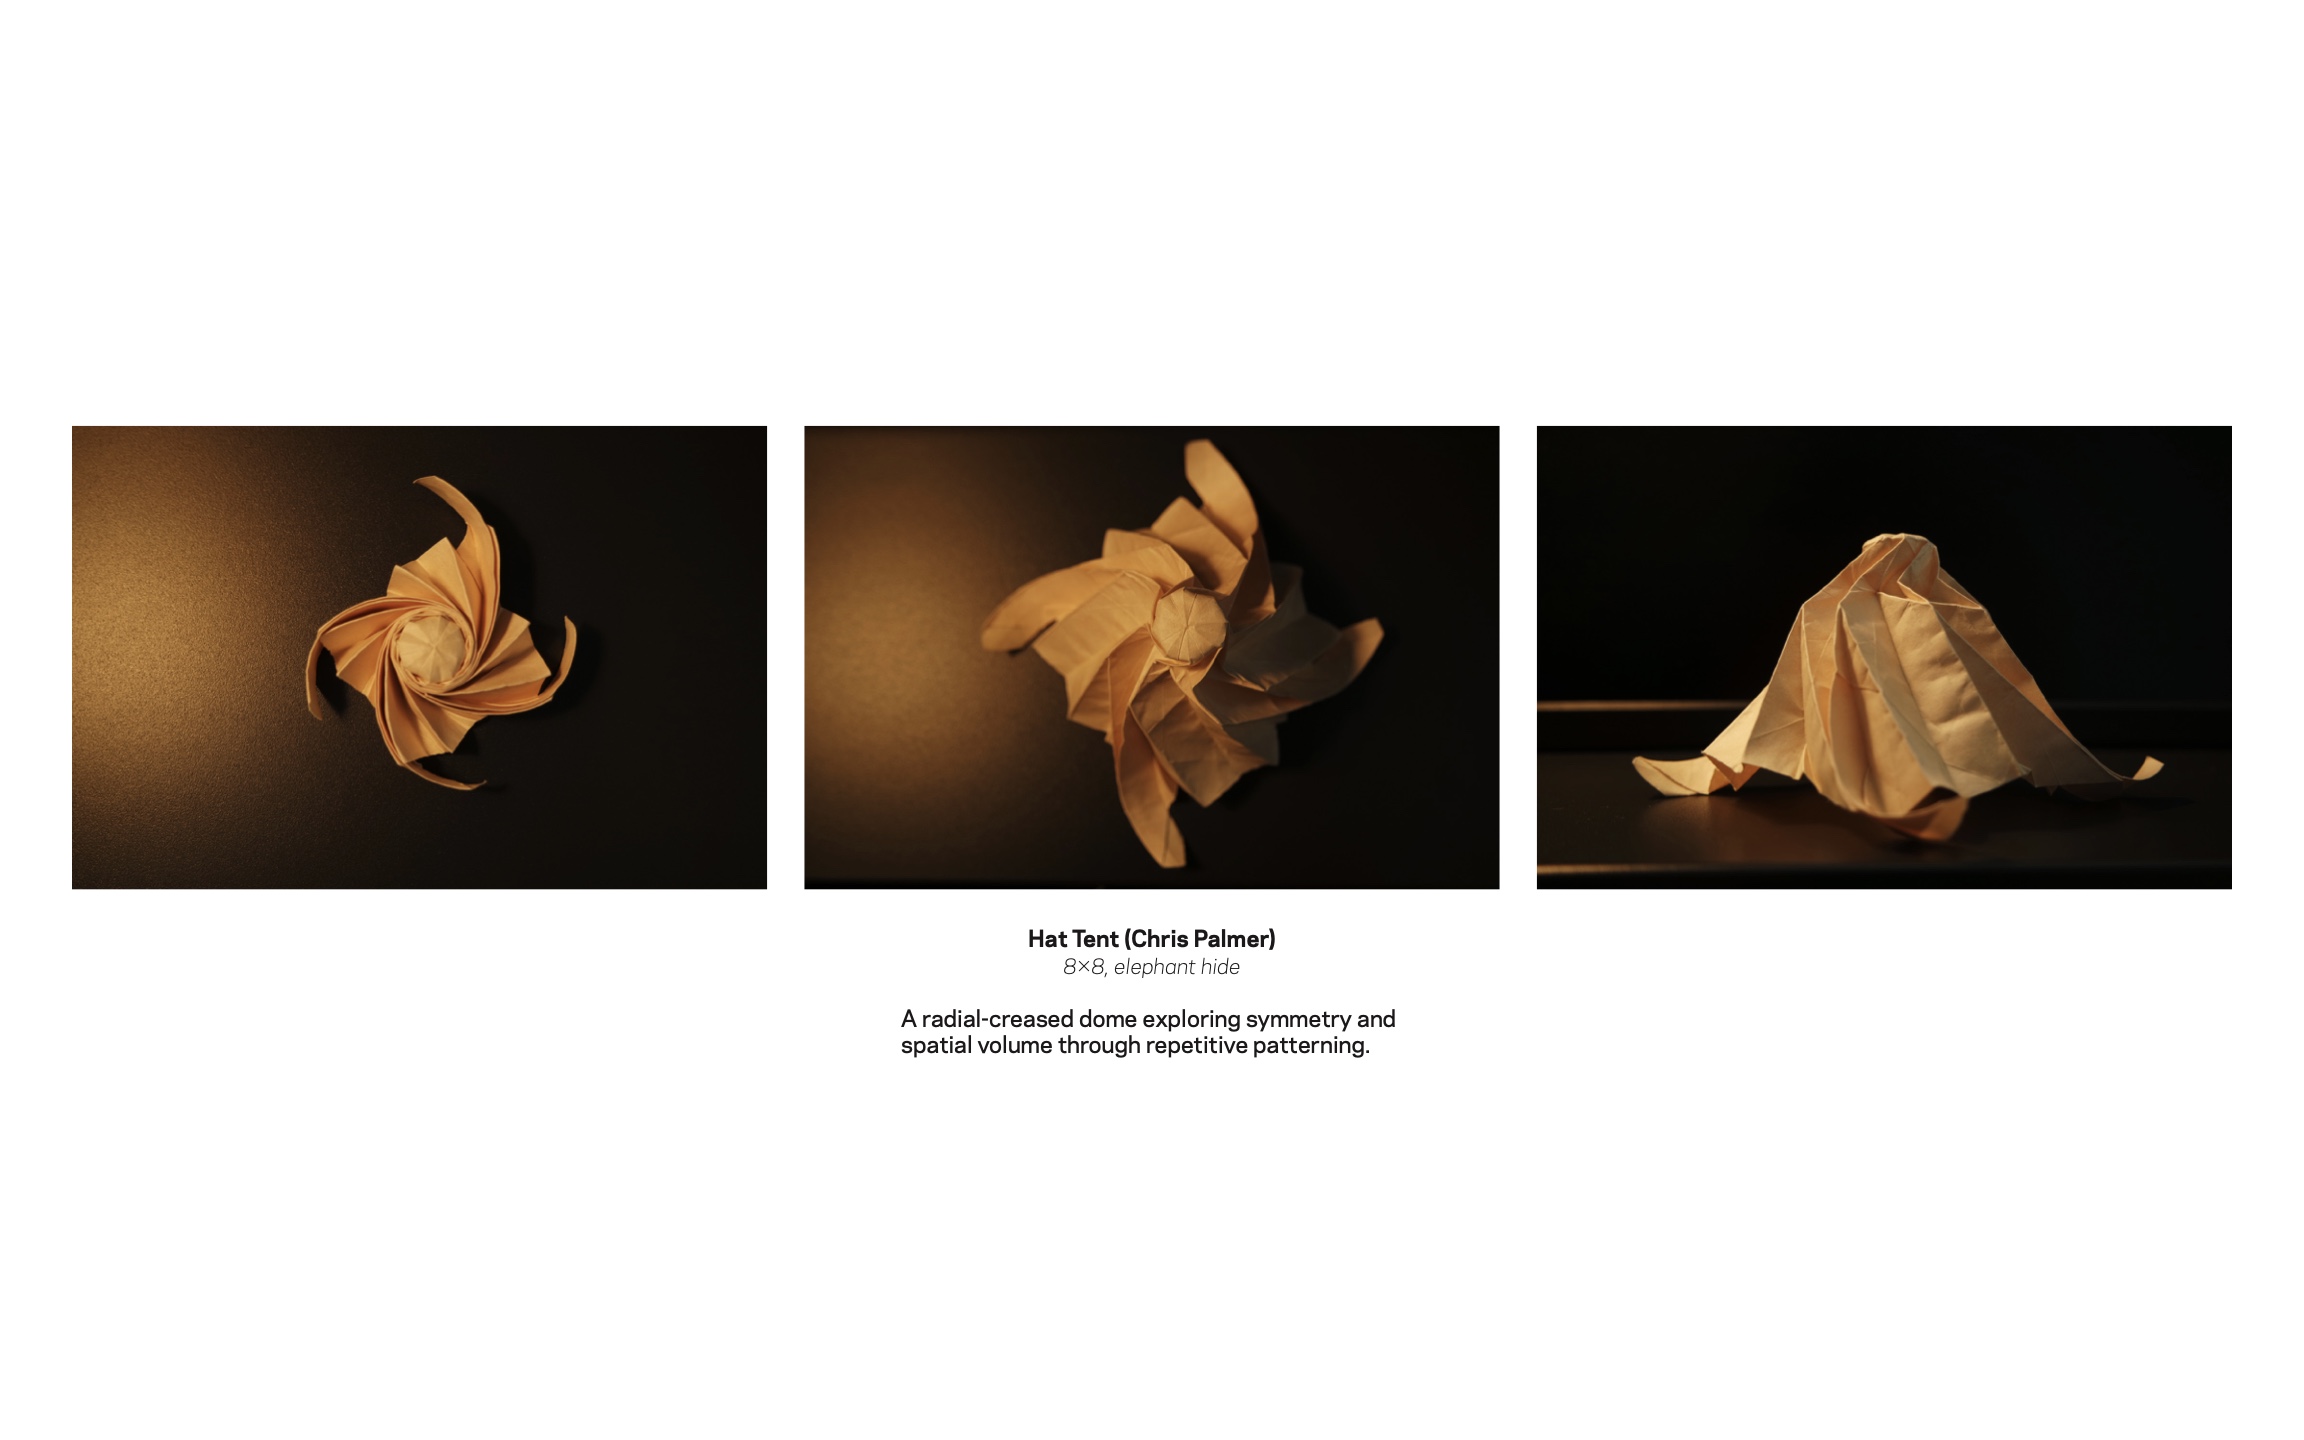 Hat Tent (Chris Palmer)
8×8, elephant hide
A radial-creased dome exploring symmetry and
spatial volume through repetitive patterning.